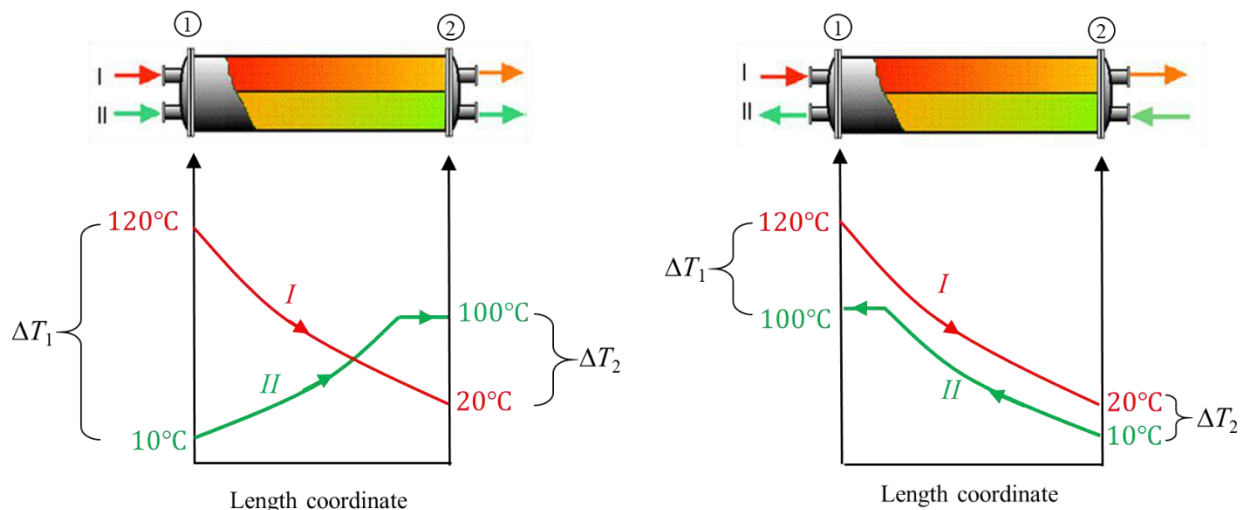 ① ②
I
II
120°C
ΔT₁
I
100°C
ΔT₂
II
20°C
10°C
Length coordinate
① ②
I
II
120°C
ΔT₁
I
100°C
II
20°C
ΔT₂
10°C
Length coordinate